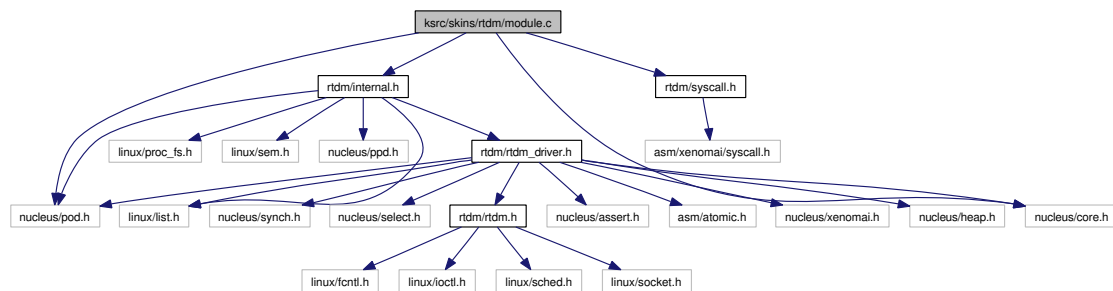 ksrc/skins/rtdm/module.c
rtdm/internal.h
rtdm/syscall.h
linux/proc_fs.h
linux/sem.h
nucleus/ppd.h
rtdm/rtdm_driver.h
asm/xenomai/syscall.h
nucleus/pod.h
linux/list.h
nucleus/synch.h
nucleus/select.h
rtdm/rtdm.h
nucleus/assert.h
asm/atomic.h
nucleus/xenomai.h
nucleus/heap.h
nucleus/core.h
linux/fcntl.h
linux/ioctl.h
linux/sched.h
linux/socket.h